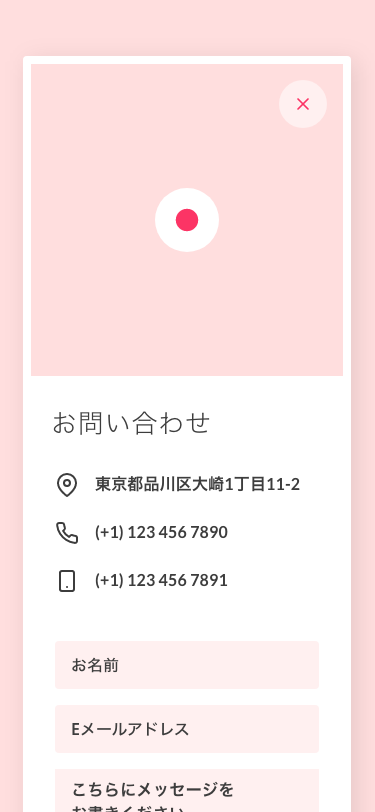 お問い合わせ
東京都品川区大崎1丁目11-2
(+1) 123 456 7890
(+1) 123 456 7891
お名前
Eメールアドレス
こちらにメッセージを
お書きください